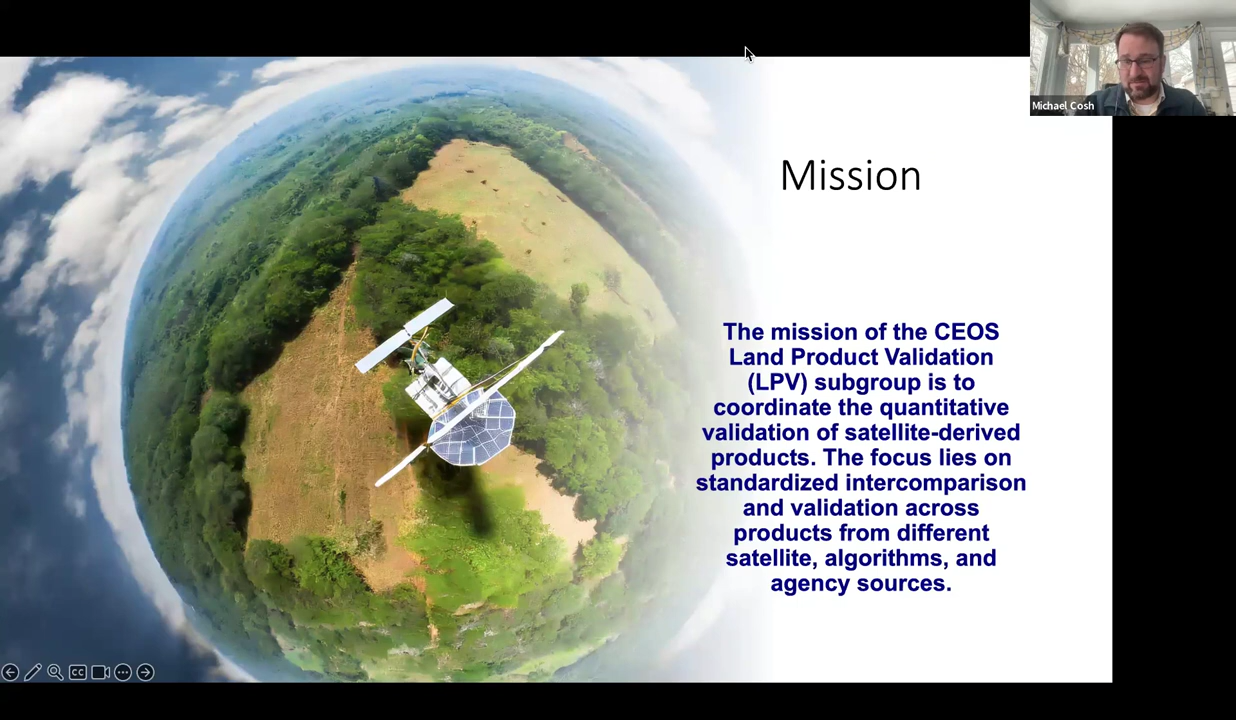 Michael Cosh
Mission
The mission of the CEOS
Land Product Validation
(LPV) subgroup is to
coordinate the quantitative
validation of satellite-derived
products. The focus lies on
standardized intercomparison
and validation across
products from different
satellite, algorithms, and
agency sources.
CC